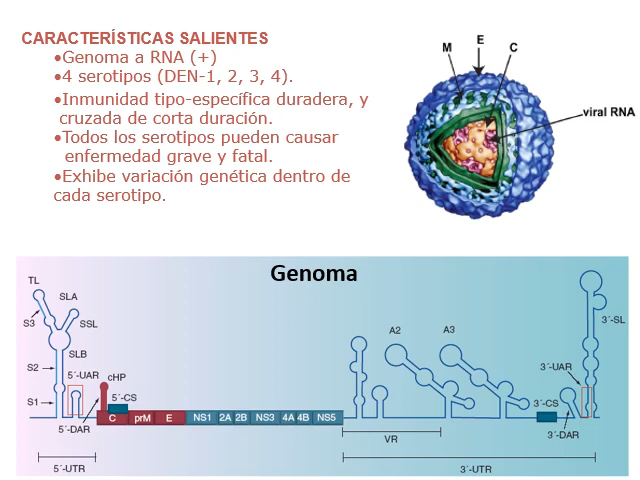 CARACTERÍSTICAS SALIENTES
•Genoma a RNA (+)
•4 serotipos (DEN-1, 2, 3, 4).
•Inmunidad tipo-específica duradera, y
cruzada de corta duración.
•Todos los serotipos pueden causar
enfermedad grave y fatal.
•Exhibe variación genética dentro de
cada serotipo.
M
E
C
viral RNA
Genoma
TL
SLA
S3
SSL
SLB
S2
5´-UAR
cHP
S1
5´-CS
5´-DAR
C prM E NS1 2A 2B NS3 4A 4B NS5
5´-UTR
A2
A3
VR
3´-UTR
3´-SL
3´-UAR
3´-CS
3´-DAR